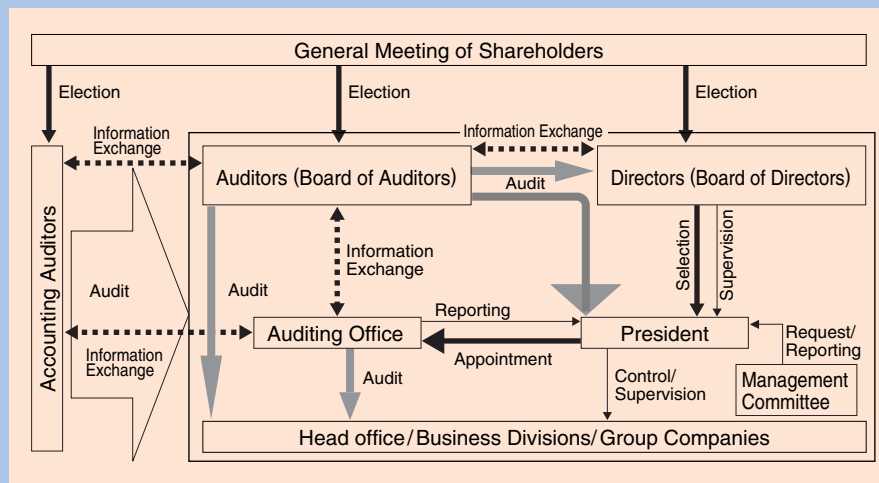 General Meeting of Shareholders
Election
Election
Election
Information
Exchange
Information Exchange
Accounting Auditors
Auditors (Board of Auditors)
Audit
Directors (Board of Directors)
Audit
Audit
Information
Exchange
Selection
Supervision
Information
Exchange
Auditing Office
Reporting
Appointment
President
Request/
Reporting
Audit
Control/
Supervision
Management
Committee
Head office/Business Divisions/Group Companies